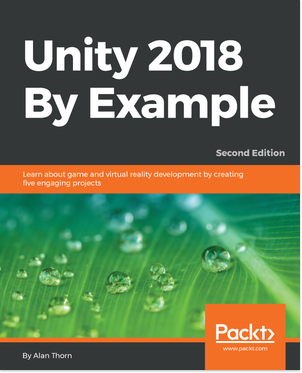 Unity 2018
By Example
Second Edition
Learn about game and virtual reality development by creating
five engaging projects
Packt>
www.packt.com
By Alan Thorn